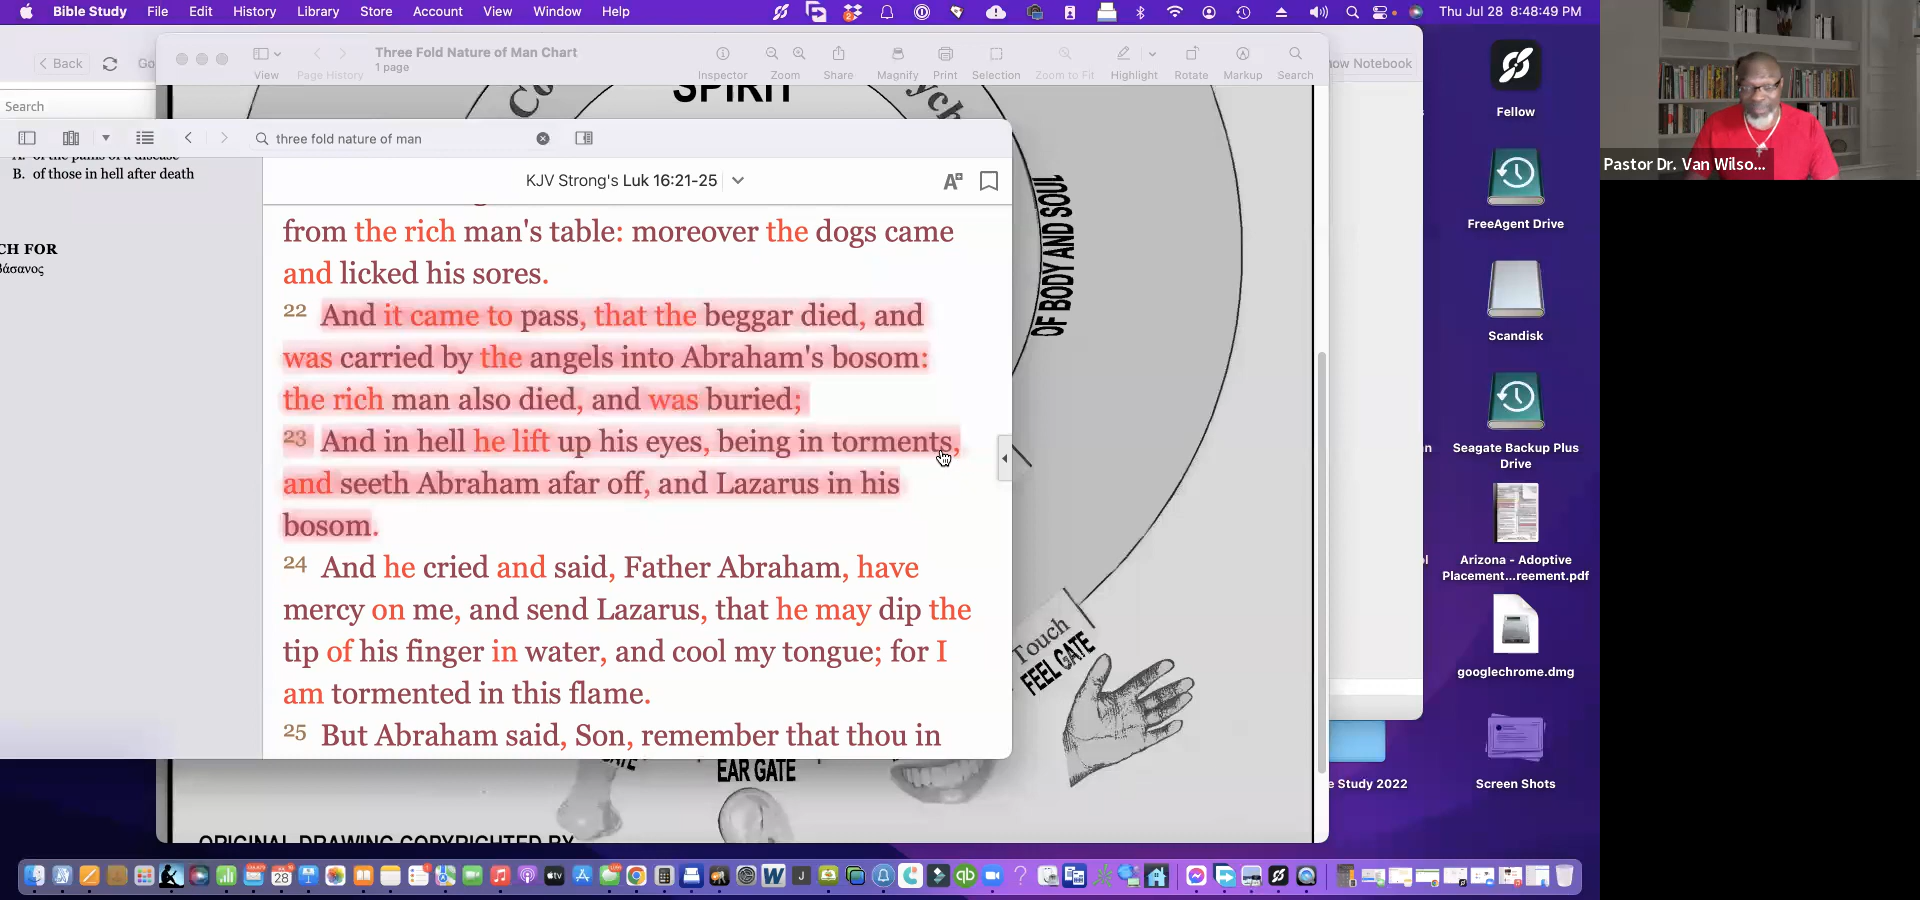 Bible Study File Edit History Library Store Account View Window Help Thu Jul 28 8:48:49 PM
Three Fold Nature of Man Chart
1 page
Back
Go
View Page History Inspector Zoom Share Magnify Print Selection Zoom to Fit Highlight Rotate Markup Search
ow Notebook
Search
SPIRIT
three fold nature of man
A. of the pains of a disease
B. of those in hell after death
CH FOR
βάσανος
KJV Strong's Luk 16:21-25
from the rich man's table: moreover the dogs came
and licked his sores.
22 And it came to pass, that the beggar died, and
was carried by the angels into Abraham's bosom:
the rich man also died, and was buried;
23 And in hell he lift up his eyes, being in torments,
and seeth Abraham afar off, and Lazarus in his
bosom.
24 And he cried and said, Father Abraham, have
mercy on me, and send Lazarus, that he may dip the
tip of his finger in water, and cool my tongue; for I
am tormented in this flame.
25 But Abraham said, Son, remember that thou in
OF BODY AND SOUL
Touch
FEEL GATE
EAR GATE
ORIGINAL DRAWING COPYRIGHTED BY
Fellow
FreeAgent Drive
Scandisk
Seagate Backup Plus
Drive
Arizona - Adoptive
Placement...reement.pdf
googlechrome.dmg
e Study 2022
Screen Shots
Pastor Dr. Van Wilso...